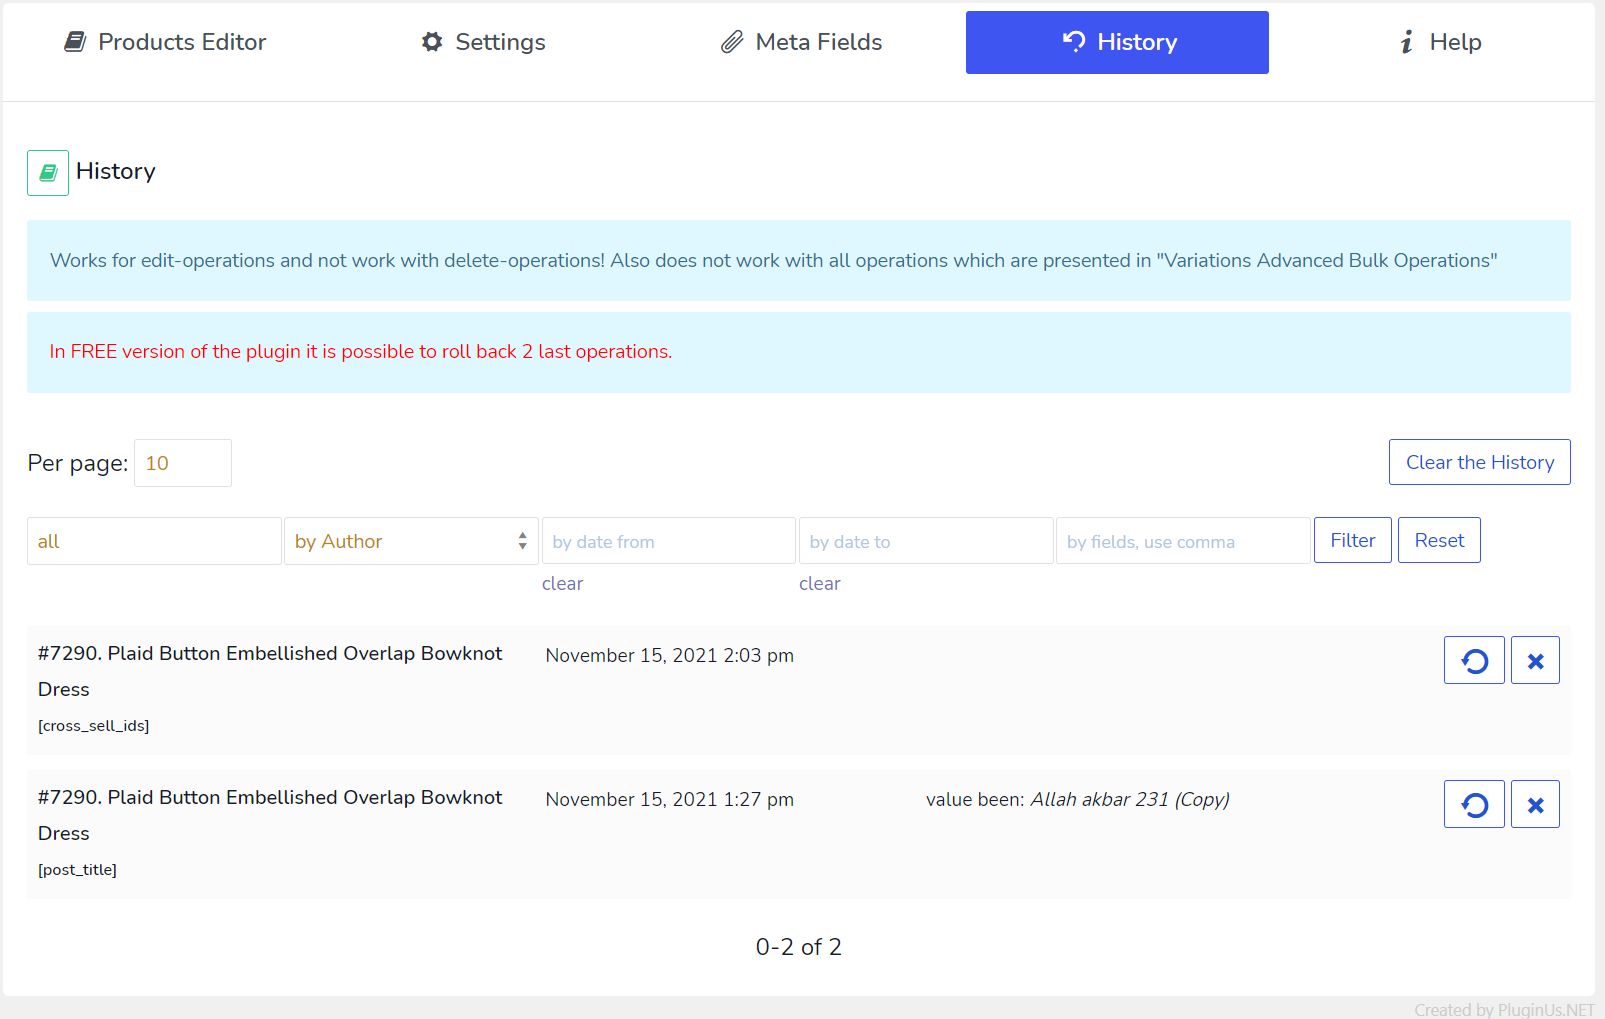 Products Editor
Settings
Meta Fields
History
Help
History
Works for edit-operations and not work with delete-operations! Also does not work with all operations which are presented in "Variations Advanced Bulk Operations"
In FREE version of the plugin it is possible to roll back 2 last operations.
Per page: 10
Clear the History
all
by Author
by date from
by date to
by fields, use comma
Filter
Reset
clear
clear
#7290. Plaid Button Embellished Overlap Bowknot
Dress
[cross_sell_ids]
November 15, 2021 2:03 pm
#7290. Plaid Button Embellished Overlap Bowknot
Dress
[post_title]
November 15, 2021 1:27 pm
value been: Allah akbar 231 (Copy)
0-2 of 2
Created by PluginUs.NET